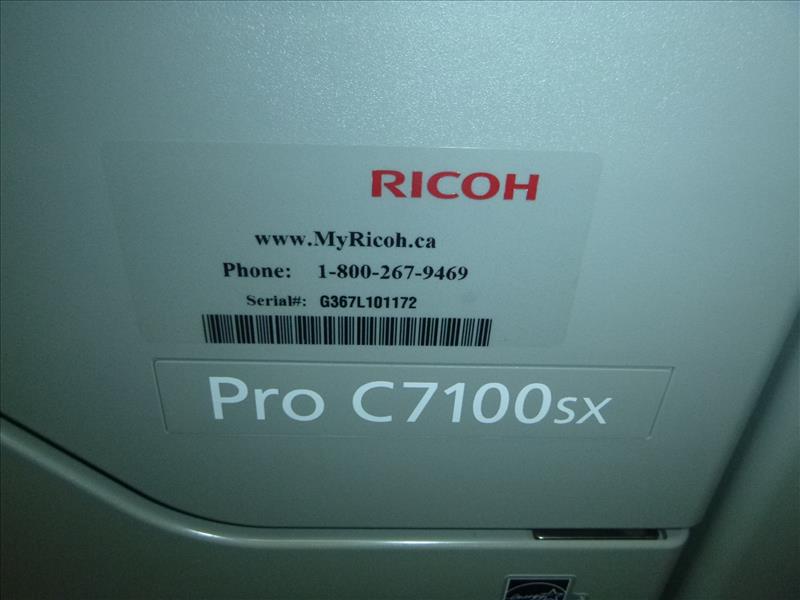 RICOH
www.MyRicoh.ca
Phone: 1-800-267-9469
Serial#: G367L101172
Pro C7100sx